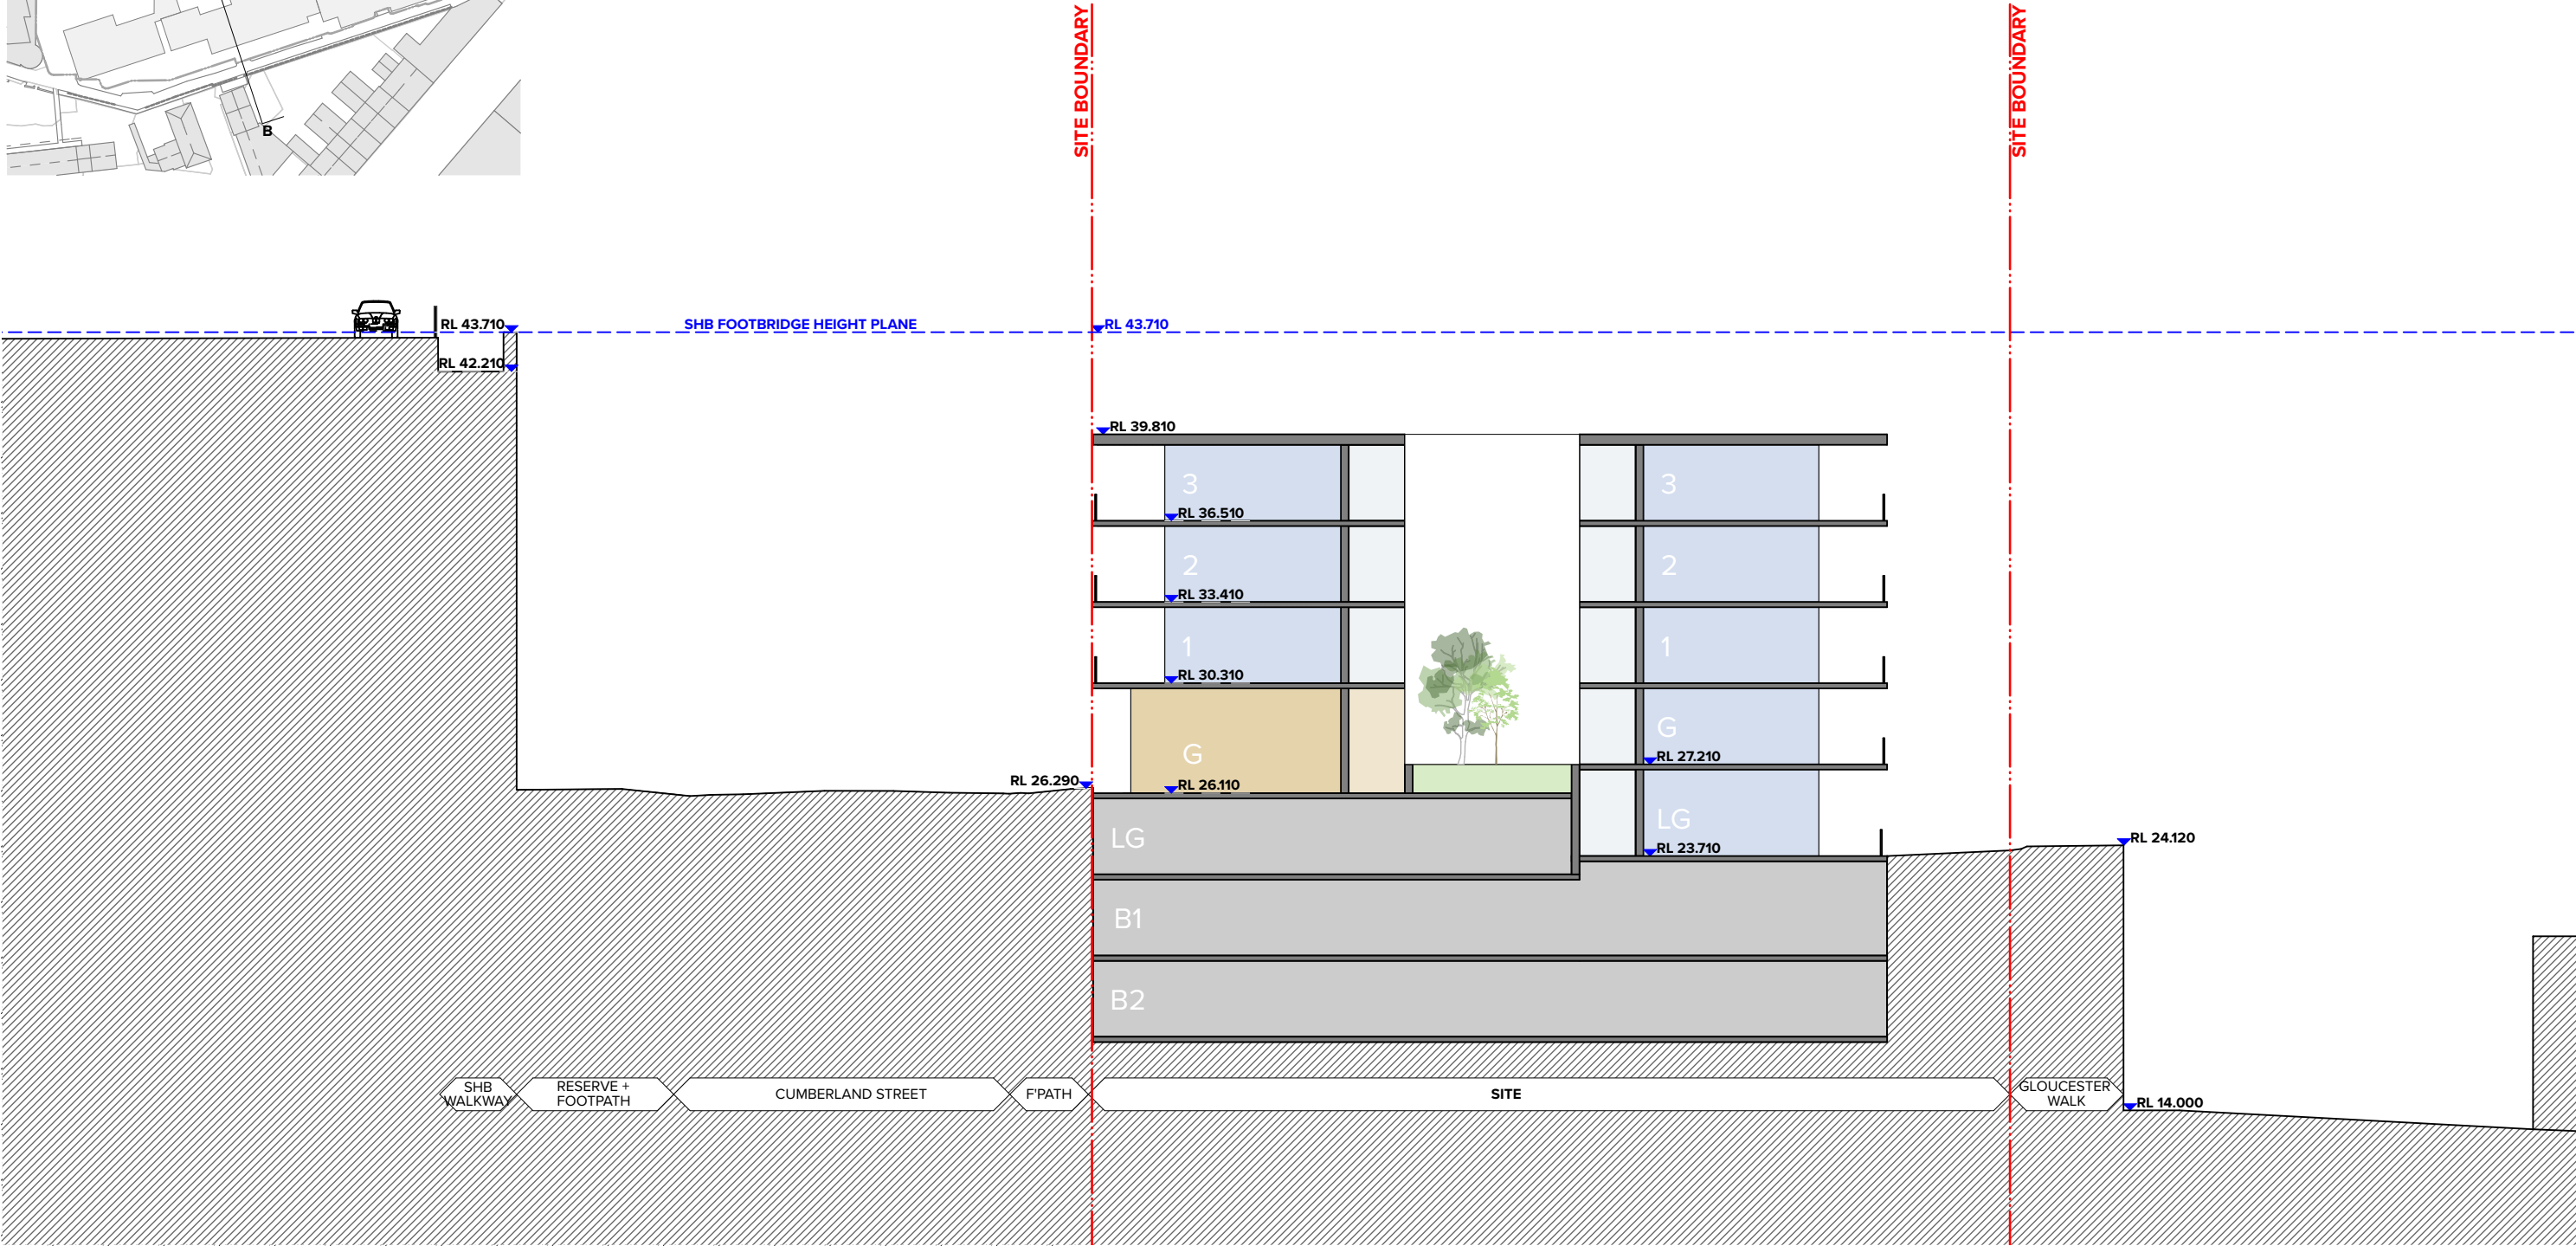 B
SITE BOUNDARY
SITE BOUNDARY
RL 43.710
SHB FOOTBRIDGE HEIGHT PLANE
RL 43.710
RL 42.210
RL 39.810
3
3
RL 36.510
2
2
RL 33.410
1
1
RL 30.310
G
G
RL 27.210
RL 26.290
RL 26.110
LG
LG
RL 23.710
RL 24.120
B1
B2
SHB
WALKWAY
RESERVE +
FOOTPATH
CUMBERLAND STREET
F'PATH
SITE
GLOUCESTER
WALK
RL 14.000